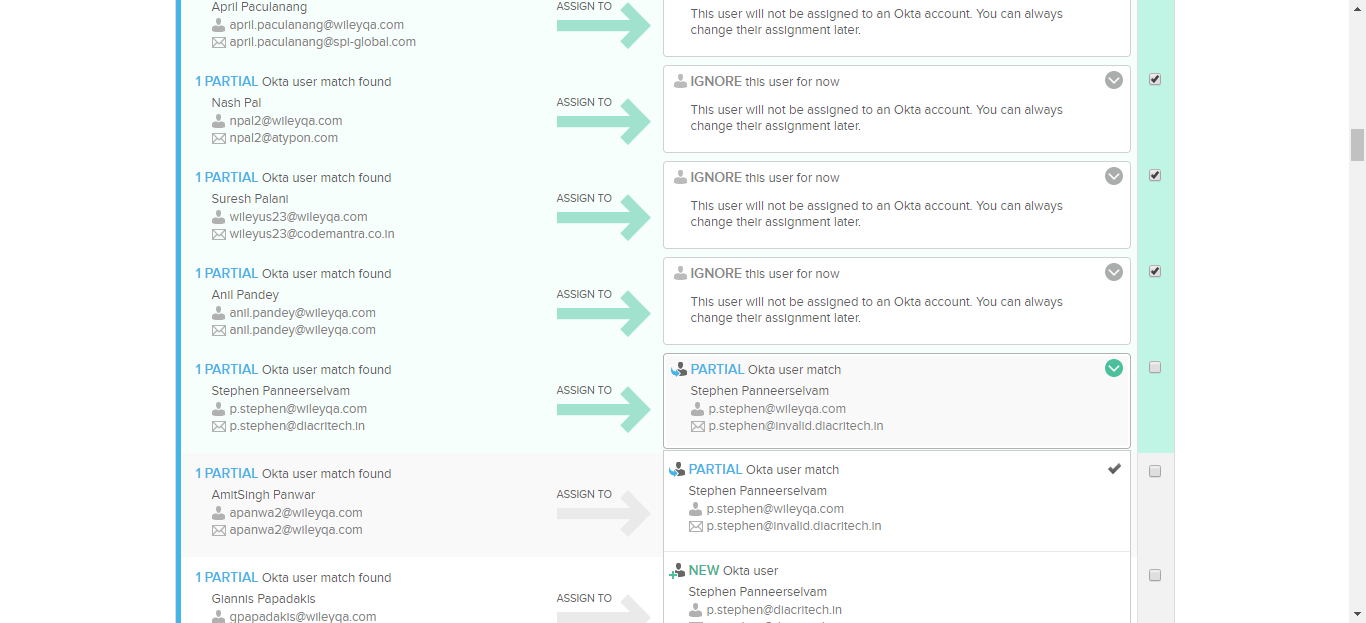 April Paculanang
april.paculanang@wileyqa.com
april.paculanang@spi-global.com
ASSIGN TO
This user will not be assigned to an Okta account. You can always
change their assignment later.
1 PARTIAL Okta user match found
Nash Pal
npal2@wileyqa.com
npal2@atypon.com
ASSIGN TO
IGNORE this user for now
This user will not be assigned to an Okta account. You can always
change their assignment later.
1 PARTIAL Okta user match found
Suresh Palani
wileyus23@wileyqa.com
wileyus23@codemantra.co.in
ASSIGN TO
IGNORE this user for now
This user will not be assigned to an Okta account. You can always
change their assignment later.
1 PARTIAL Okta user match found
Anil Pandey
anil.pandey@wileyqa.com
anil.pandey@wileyqa.com
ASSIGN TO
IGNORE this user for now
This user will not be assigned to an Okta account. You can always
change their assignment later.
1 PARTIAL Okta user match found
Stephen Panneerselvam
p.stephen@wileyqa.com
p.stephen@diacritech.in
ASSIGN TO
PARTIAL Okta user match
Stephen Panneerselvam
p.stephen@wileyqa.com
p.stephen@invalid.diacritech.in
1 PARTIAL Okta user match found
AmitSingh Panwar
apanwa2@wileyqa.com
apanwa2@wileyqa.com
ASSIGN TO
PARTIAL Okta user match
Stephen Panneerselvam
p.stephen@wileyqa.com
p.stephen@invalid.diacritech.in
1 PARTIAL Okta user match found
Giannis Papadakis
gpapadakis@wileyqa.com
ASSIGN TO
NEW Okta user
Stephen Panneerselvam
p.stephen@diacritech.in